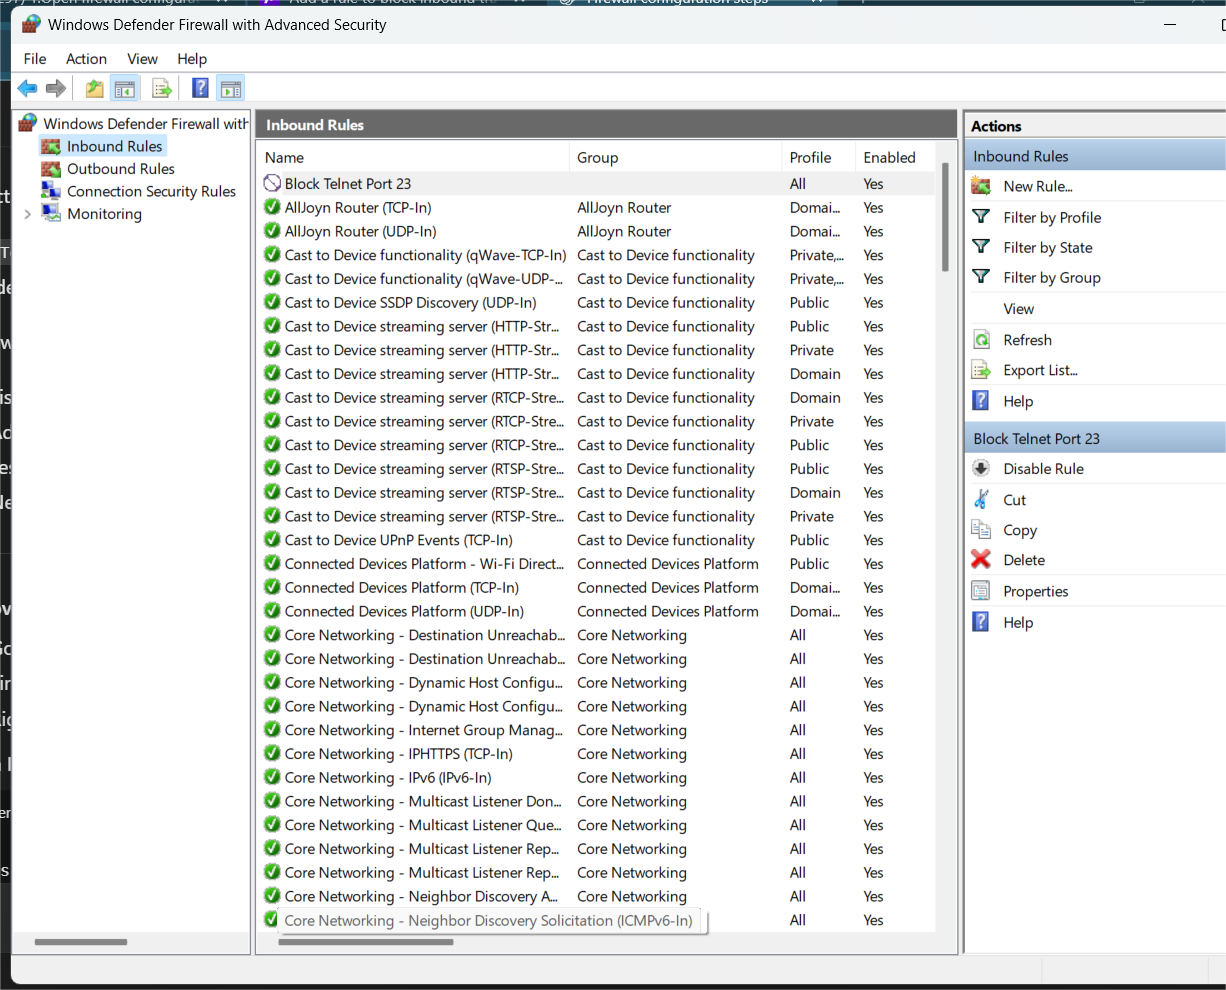 Windows Defender Firewall with Advanced Security
File Action View Help
Windows Defender Firewall with
Inbound Rules
Outbound Rules
Connection Security Rules
Monitoring
Inbound Rules
Name Group Profile Enabled
Block Telnet Port 23 All Yes
AllJoyn Router (TCP-In) AllJoyn Router Domai... Yes
AllJoyn Router (UDP-In) AllJoyn Router Domai... Yes
Cast to Device functionality (qWave-TCP-In) Cast to Device functionality Private,... Yes
Cast to Device functionality (qWave-UDP-... Cast to Device functionality Private,... Yes
Cast to Device SSDP Discovery (UDP-In) Cast to Device functionality Public Yes
Cast to Device streaming server (HTTP-Str... Cast to Device functionality Public Yes
Cast to Device streaming server (HTTP-Str... Cast to Device functionality Private Yes
Cast to Device streaming server (HTTP-Str... Cast to Device functionality Domain Yes
Cast to Device streaming server (RTCP-Stre... Cast to Device functionality Domain Yes
Cast to Device streaming server (RTCP-Stre... Cast to Device functionality Private Yes
Cast to Device streaming server (RTCP-Stre... Cast to Device functionality Public Yes
Cast to Device streaming server (RTSP-Stre... Cast to Device functionality Public Yes
Cast to Device streaming server (RTSP-Stre... Cast to Device functionality Domain Yes
Cast to Device streaming server (RTSP-Stre... Cast to Device functionality Private Yes
Cast to Device UPnP Events (TCP-In) Cast to Device functionality Public Yes
Connected Devices Platform - Wi-Fi Direct... Connected Devices Platform Public Yes
Connected Devices Platform (TCP-In) Connected Devices Platform Domai... Yes
Connected Devices Platform (UDP-In) Connected Devices Platform Domai... Yes
Core Networking - Destination Unreachab... Core Networking All Yes
Core Networking - Destination Unreachab... Core Networking All Yes
Core Networking - Dynamic Host Configu... Core Networking All Yes
Core Networking - Dynamic Host Configu... Core Networking All Yes
Core Networking - Internet Group Manag... Core Networking All Yes
Core Networking - IPHTTPS (TCP-In) Core Networking All Yes
Core Networking - IPv6 (IPv6-In) Core Networking All Yes
Core Networking - Multicast Listener Don... Core Networking All Yes
Core Networking - Multicast Listener Que... Core Networking All Yes
Core Networking - Multicast Listener Rep... Core Networking All Yes
Core Networking - Multicast Listener Rep... Core Networking All Yes
Core Networking - Neighbor Discovery A... Core Networking All Yes
Core Networking - Neighbor Discovery Solicitation (ICMPv6-In) All Yes
Actions
Inbound Rules
New Rule...
Filter by Profile
Filter by State
Filter by Group
View
Refresh
Export List...
Help
Block Telnet Port 23
Disable Rule
Cut
Copy
Delete
Properties
Help